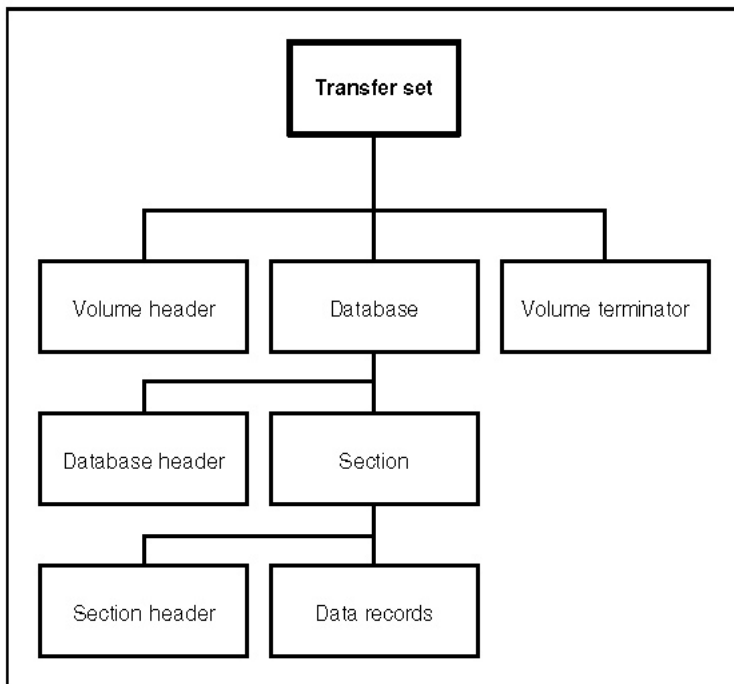 Transfer set
Volume header
Database
Volume terminator
Database header
Section
Section header
Data records